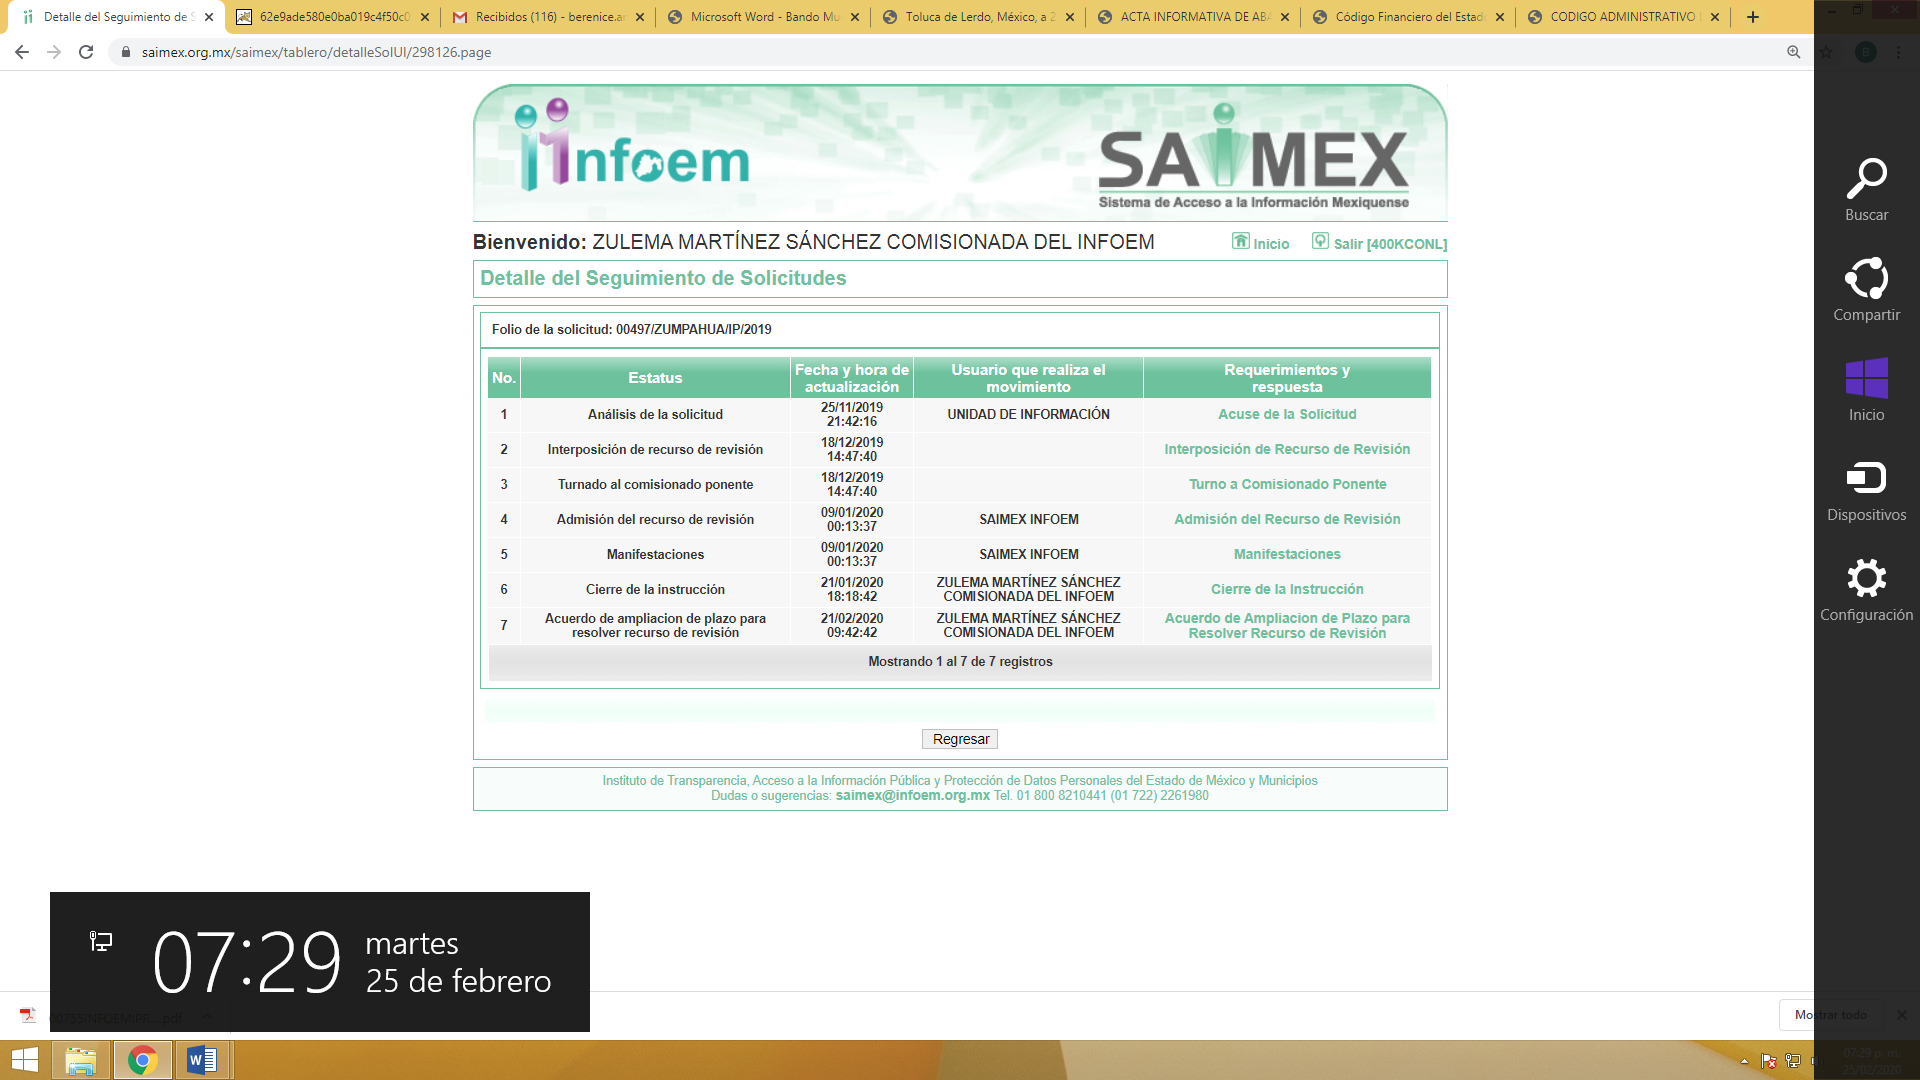 Detalle del Seguimiento de S
62e9ade580e0ba019c4f50c0
Recibidos (116) - berenice.ar
Microsoft Word - Bando Mu
Toluca de Lerdo, México, a 2
ACTA INFORMATIVA DE ABA
Código Financiero del Estad
CODIGO ADMINISTRATIVO
saimex.org.mx/saimex/tablero/detalleSolUI/298126.page
B
infoem
SAIMEX
Sistema de Acceso a la Información Mexiquense
Bienvenido: ZULEMA MARTÍNEZ SÁNCHEZ COMISIONADA DEL INFOEM
Inicio
Salir [400KCONL]
Detalle del Seguimiento de Solicitudes
Folio de la solicitud: 00497/ZUMPAHUA/IP/2019
No. Estatus Fecha y hora de actualización Usuario que realiza el movimiento Requerimientos y respuesta
1 Análisis de la solicitud 25/11/2019 21:42:16 UNIDAD DE INFORMACIÓN Acuse de la Solicitud
2 Interposición de recurso de revisión 18/12/2019 14:47:40 Interposición de Recurso de Revisión
3 Turnado al comisionado ponente 18/12/2019 14:47:40 Turno a Comisionado Ponente
4 Admisión del recurso de revisión 09/01/2020 00:13:37 SAIMEX INFOEM Admisión del Recurso de Revisión
5 Manifestaciones 09/01/2020 00:13:37 SAIMEX INFOEM Manifestaciones
6 Cierre de la instrucción 21/01/2020 18:18:42 ZULEMA MARTÍNEZ SÁNCHEZ COMISIONADA DEL INFOEM Cierre de la Instrucción
7 Acuerdo de ampliacion de plazo para resolver recurso de revisión 21/02/2020 09:42:42 ZULEMA MARTÍNEZ SÁNCHEZ COMISIONADA DEL INFOEM Acuerdo de Ampliacion de Plazo para Resolver Recurso de Revisión
Mostrando 1 al 7 de 7 registros
Regresar
Instituto de Transparencia, Acceso a la Información Pública y Protección de Datos Personales del Estado de México y Municipios
Dudas o sugerencias: saimex@infoem.org.mx Tel. 01 800 8210441 (01 722) 2261980
Buscar
Compartir
Inicio
Dispositivos
Configuración
07:29
martes
25 de febrero
Mostrar todo
07:29 p. m.
25/02/2020